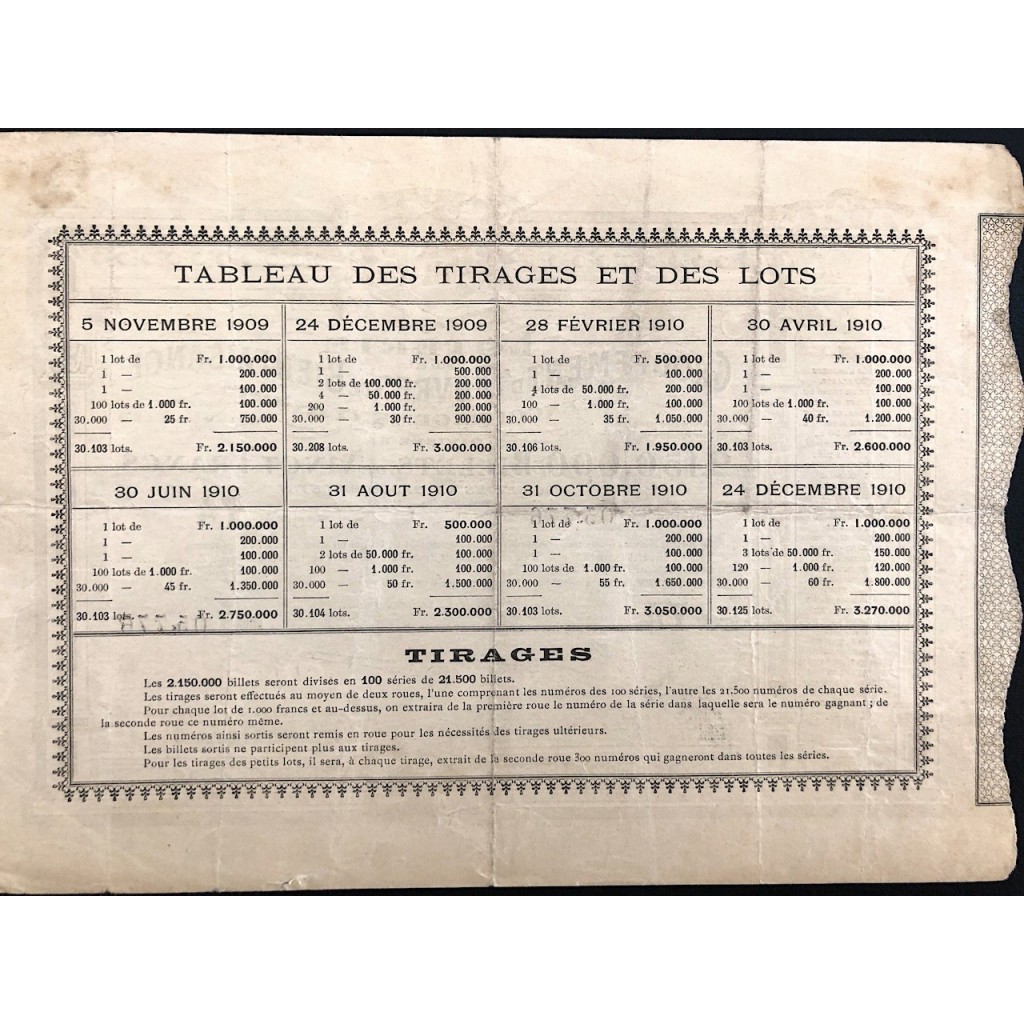 TABLEAU DES TIRAGES ET DES LOTS
5 NOVEMBRE 1909
1 lot de Fr. 1.000.000
1 — 200.000
1 — 100.000
100 lots de 1.000 fr. 100.000
30.000 — 25 fr. 750.000
30.103 lots. Fr. 2.150.000
24 DÉCEMBRE 1909
1 lot de Fr. 1.000.000
1 — 500.000
2 lots de 100.000 fr. 200.000
4 — 50.000 fr. 200.000
200 — 1.000 fr. 200.000
30.000 — 30 fr. 900.000
30.208 lots. Fr. 3.000.000
28 FÉVRIER 1910
1 lot de Fr. 500.000
1 — 100.000
4 lots de 50.000 fr. 200.000
100 — 1.000 fr. 100.000
30.000 — 35 fr. 1.050.000
30.106 lots. Fr. 1.950.000
30 AVRIL 1910
1 lot de Fr. 1.000.000
1 — 200.000
1 — 100.000
100 lots de 1.000 fr. 100.000
30.000 — 40 fr. 1.200.000
30.103 lots. Fr. 2.600.000
30 JUIN 1910
1 lot de Fr. 1.000.000
1 — 200.000
1 — 100.000
100 lots de 1.000 fr. 100.000
30.000 — 45 fr. 1.350.000
30.103 lots. Fr. 2.750.000
31 AOUT 1910
1 lot de Fr. 500.000
1 — 100.000
2 lots de 50.000 fr. 100.000
100 — 1.000 fr. 100.000
30.000 — 50 fr. 1.500.000
30.104 lots. Fr. 2.300.000
31 OCTOBRE 1910
1 lot de Fr. 1.000.000
1 — 200.000
1 — 100.000
100 lots de 1.000 fr. 100.000
30.000 — 55 fr. 1.650.000
30.103 lots. Fr. 3.050.000
24 DÉCEMBRE 1910
1 lot de Fr. 1.000.000
1 — 200.000
3 lots de 50.000 fr. 150.000
120 — 1.000 fr. 120.000
30.000 — 60 fr. 1.800.000
30.125 lots. Fr. 3.270.000
TIRAGES
Les 2.150.000 billets seront divisés en 100 séries de 21.500 billets.
Les tirages seront effectués au moyen de deux roues, l'une comprenant les numéros des 100 séries, l'autre les 21.500 numéros de chaque série.
Pour chaque lot de 1.000 francs et au-dessus, on extraira de la première roue le numéro de la série dans laquelle sera le numéro gagnant ; de
la seconde roue ce numéro même.
Les numéros ainsi sortis seront remis en roue pour les nécessités des tirages ultérieurs.
Les billets sortis ne participent plus aux tirages.
Pour les tirages des petits lots, il sera, à chaque tirage, extrait de la seconde roue 300 numéros qui gagneront dans toutes les séries.